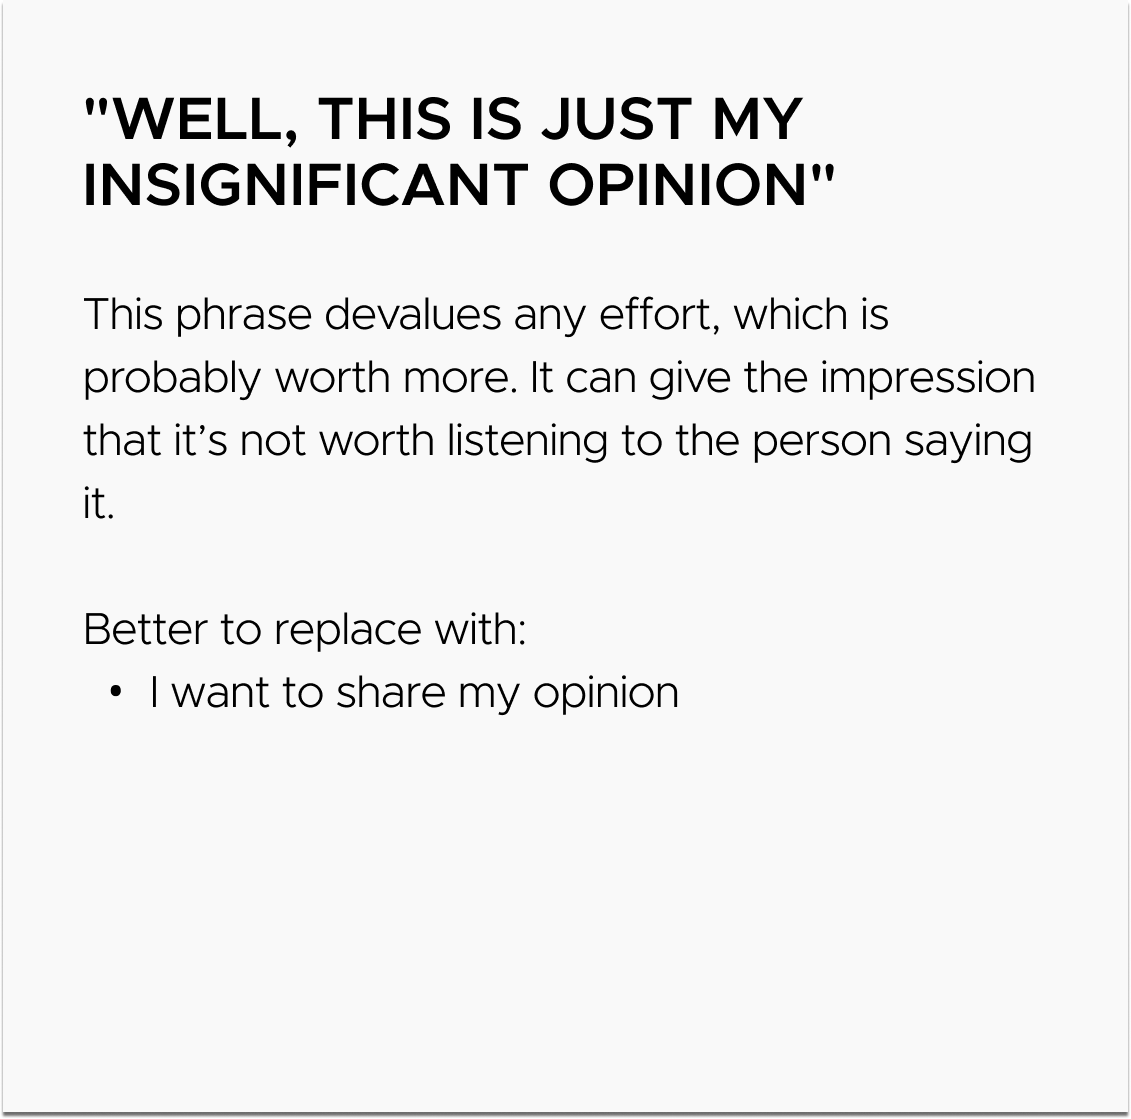 "WELL, THIS IS JUST MY
INSIGNIFICANT OPINION"
This phrase devalues any effort, which is
probably worth more. It can give the impression
that it’s not worth listening to the person saying
it.
Better to replace with:
• I want to share my opinion